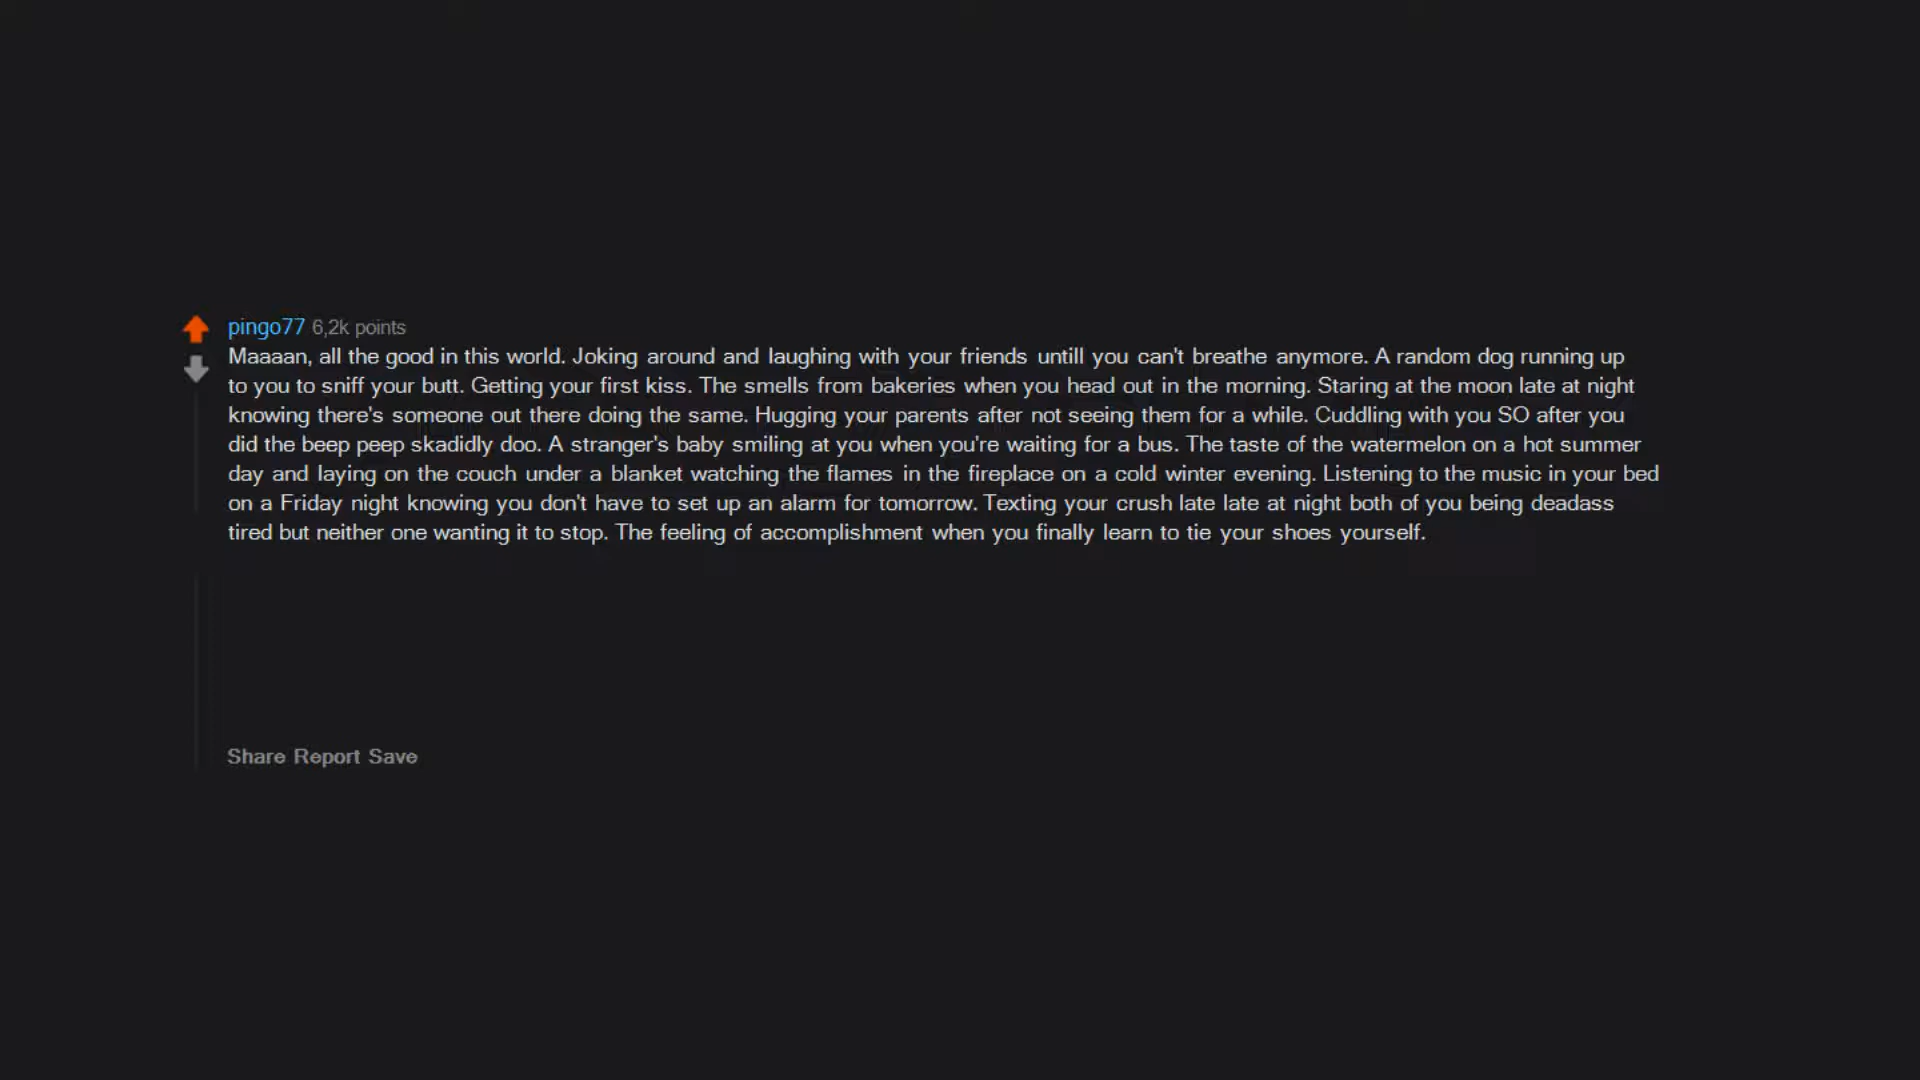 pingo77 6,2k points
Maaaan, all the good in this world. Joking around and laughing with your friends untill you can't breathe anymore. A random dog running up
to you to sniff your butt. Getting your first kiss. The smells from bakeries when you head out in the morning. Staring at the moon late at night
knowing there's someone out there doing the same. Hugging your parents after not seeing them for a while. Cuddling with you SO after you
did the beep peep skadidly doo. A stranger's baby smiling at you when you're waiting for a bus. The taste of the watermelon on a hot summer
day and laying on the couch under a blanket watching the flames in the fireplace on a cold winter evening. Listening to the music in your bed
on a Friday night knowing you don't have to set up an alarm for tomorrow. Texting your crush late late at night both of you being deadass
tired but neither one wanting it to stop. The feeling of accomplishment when you finally learn to tie your shoes yourself.
Share Report Save